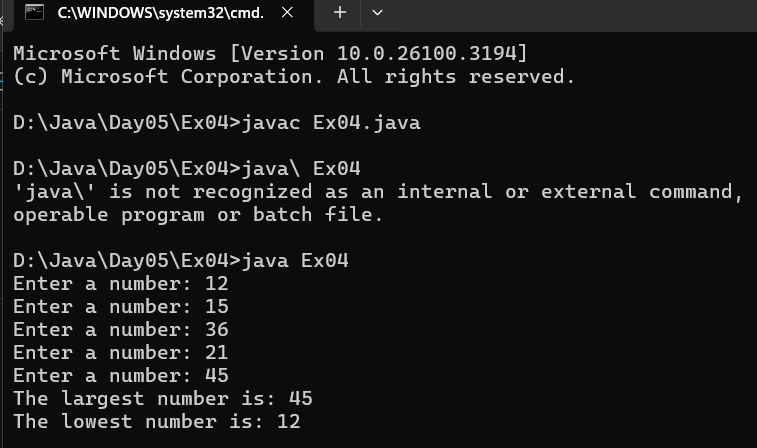 C:\WINDOWS\system32\cmd.
Microsoft Windows [Version 10.0.26100.3194]
(c) Microsoft Corporation. All rights reserved.
D:\Java\Day05\Ex04>javac Ex04.java
D:\Java\Day05\Ex04>java\ Ex04
'java\' is not recognized as an internal or external command,
operable program or batch file.
D:\Java\Day05\Ex04>java Ex04
Enter a number: 12
Enter a number: 15
Enter a number: 36
Enter a number: 21
Enter a number: 45
The largest number is: 45
The lowest number is: 12